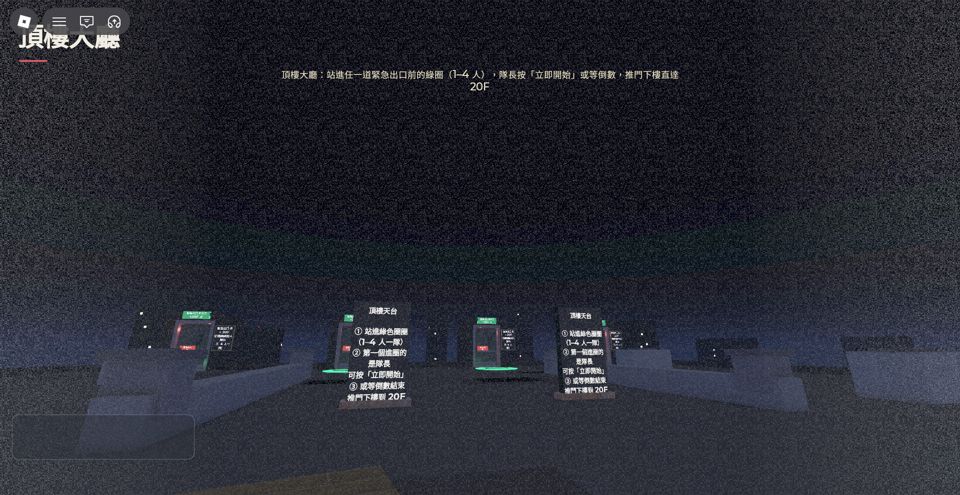 頂樓大廳
頂樓大廳：站進任一道緊急出口前的綠圈（1–4 人），隊長按「立即開始」或等倒數，推門下樓直達
20F
頂樓天台
① 站進綠色圈圈
（1–4 人一隊）
② 第一個進圈的
是隊長
可按「立即開始」
③ 或等倒數結束
推門下樓到 20F
頂樓天台
① 站進綠色圈圈
（1–4 人一隊）
② 第一個進圈的
是隊長
可按「立即開始」
③ 或等倒數結束
推門下樓到 20F